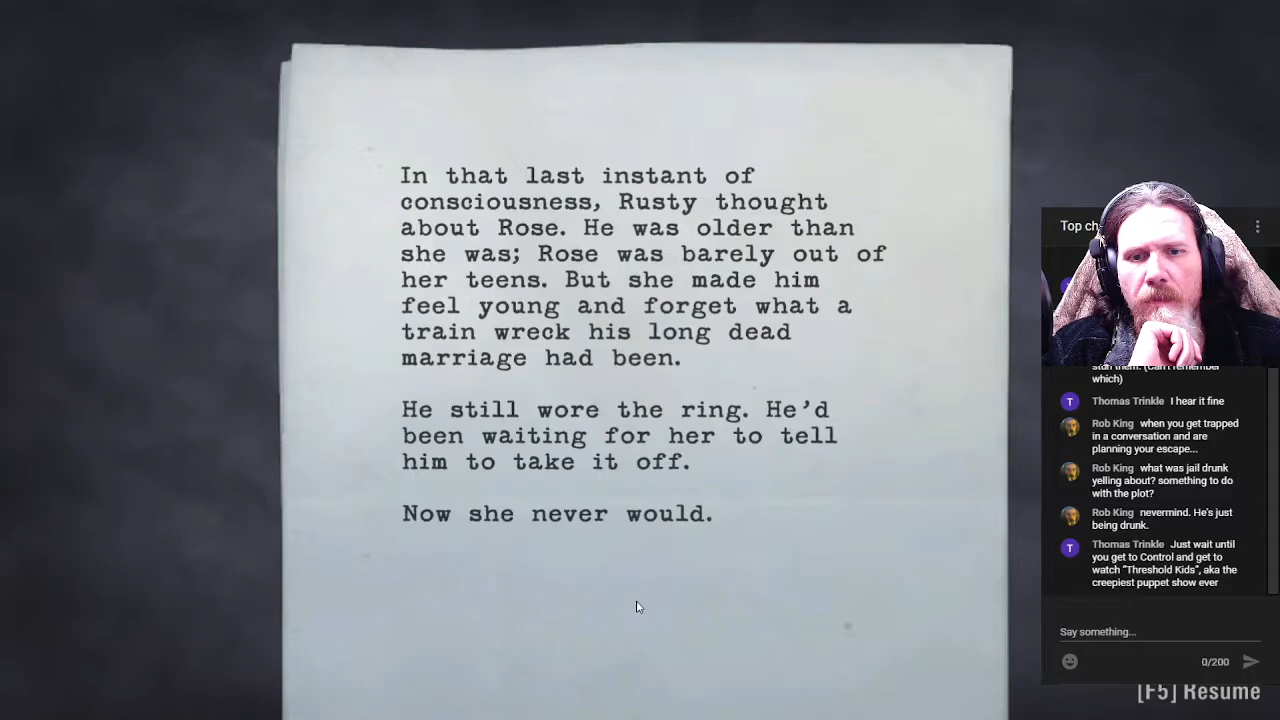 In that last instant of
consciousness, Rusty thought
about Rose. He was older than
she was; Rose was barely out of
her teens. But she made him
feel young and forget what a
train wreck his long dead
marriage had been.
He still wore the ring. He’d
been waiting for her to tell
him to take it off.
Now she never would.
Top ch
which)
T Thomas Trinkle I hear it fine
Rob King when you get trapped
in a conversation and are
planning your escape...
Rob King what was jail drunk
yelling about? something to do
with the plot?
Rob King nevermind. He's just
being drunk.
T Thomas Trinkle Just wait until
you get to Control and get to
watch “Threshold Kids”, aka the
creepiest puppet show ever
Say something...
0/200
[F5] Resume